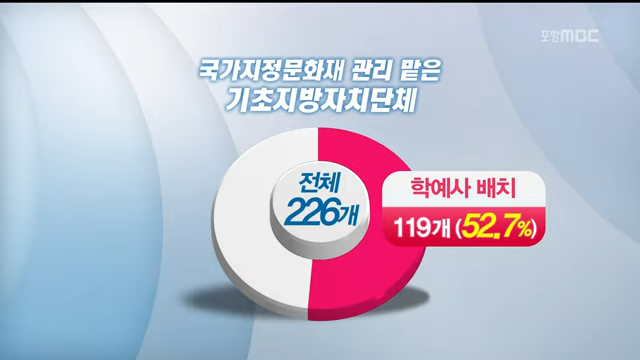 포항MBC
국가지정문화재 관리 맡은
기초지방자치단체
전체
226개
학예사 배치
119개 (52.7%)